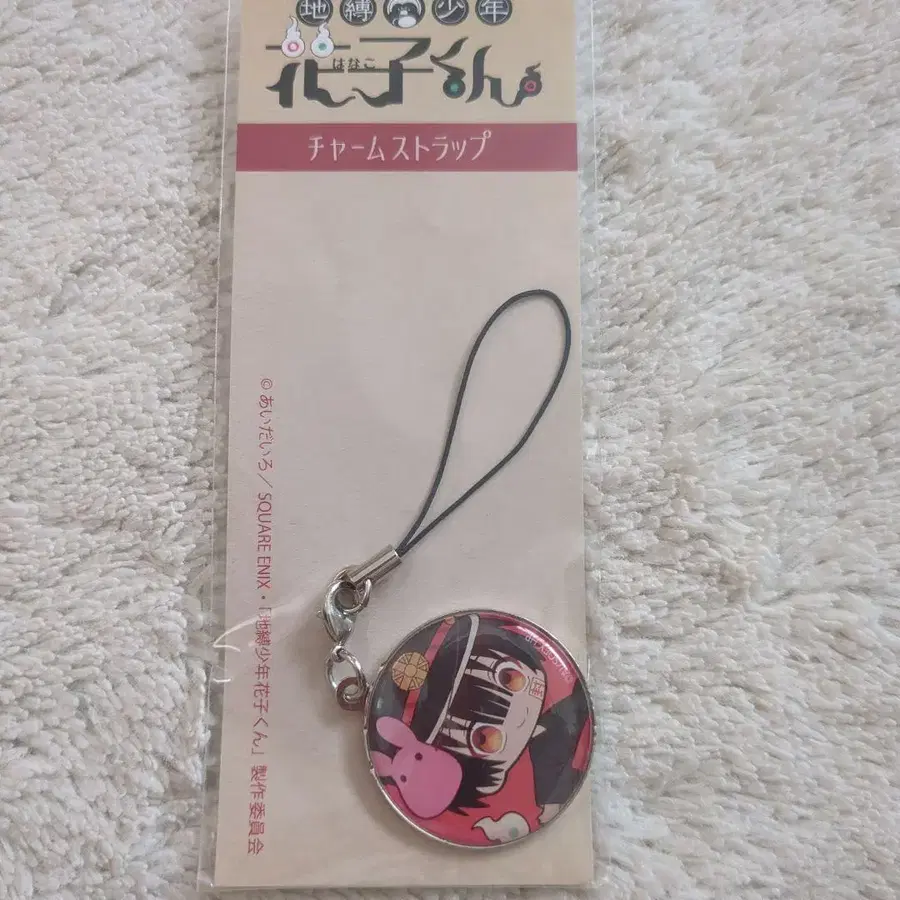 地縛少年
花子くん
はなこ
チャームストラップ
©あいだいろ/SQUARE ENIX・「地縛少年花子くん」製作委員会
封